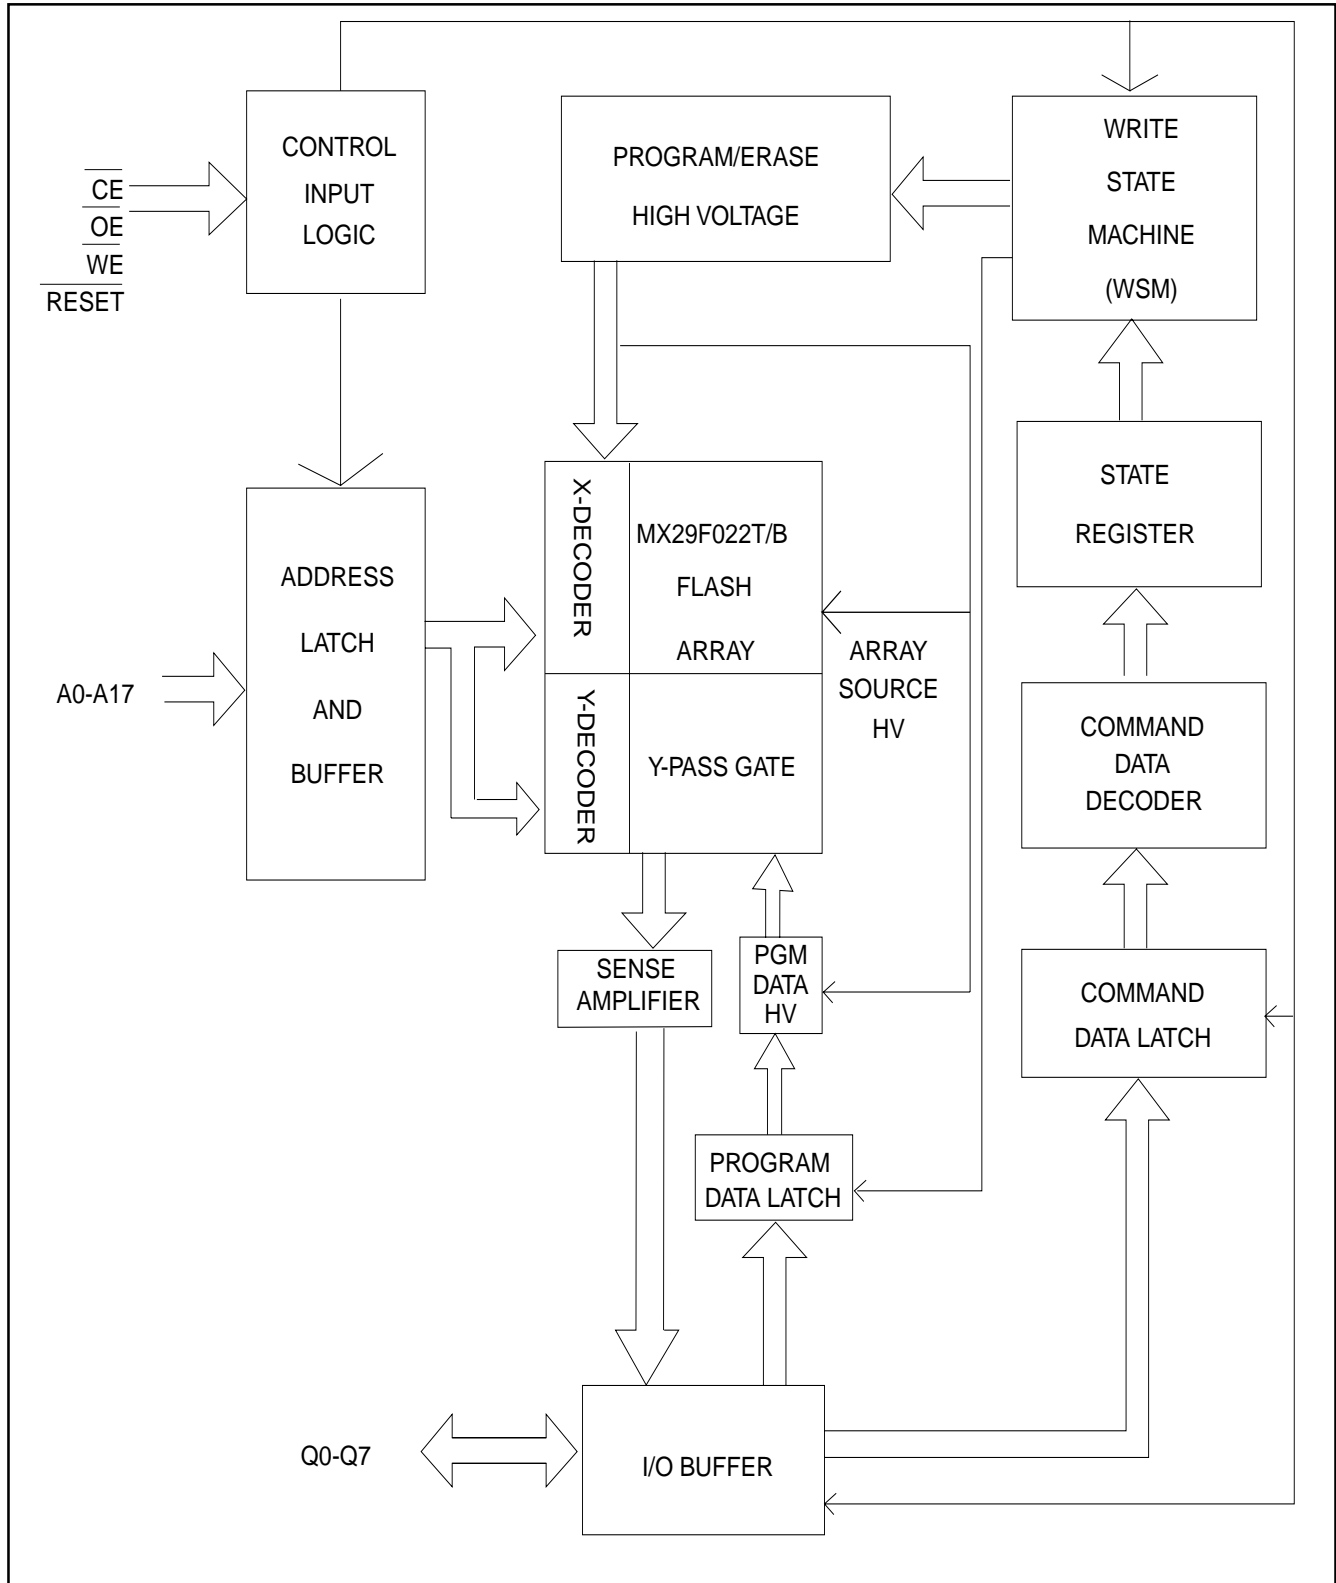 CONTROL
INPUT
LOGIC
CE
OE
WE
RESET
PROGRAM/ERASE
HIGH VOLTAGE
WRITE
STATE
MACHINE
(WSM)
STATE
REGISTER
ADDRESS
LATCH
AND
BUFFER
A0-A17
X-DECODER
MX29F022T/B
FLASH
ARRAY
ARRAY
SOURCE
HV
Y-DECODER
Y-PASS GATE
COMMAND
DATA
DECODER
SENSE
AMPLIFIER
PGM
DATA
HV
COMMAND
DATA LATCH
PROGRAM
DATA LATCH
Q0-Q7
I/O BUFFER